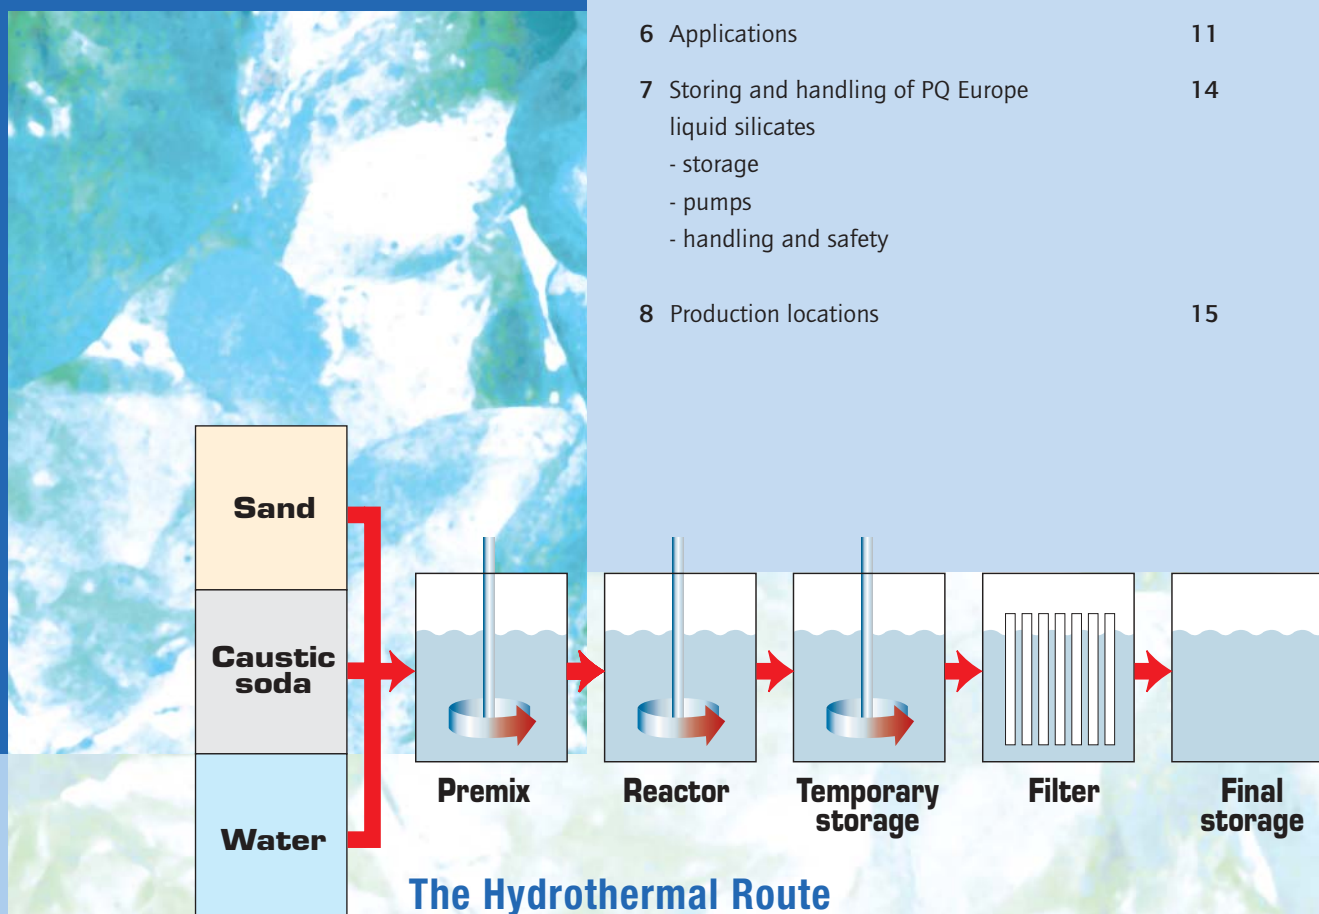 6 Applications 11
7 Storing and handling of PQ Europe 14
liquid silicates
- storage
- pumps
- handling and safety
8 Production locations 15
Sand
Caustic
soda
Water
Premix
Reactor
Temporary
storage
Filter
Final
storage
The Hydrothermal Route